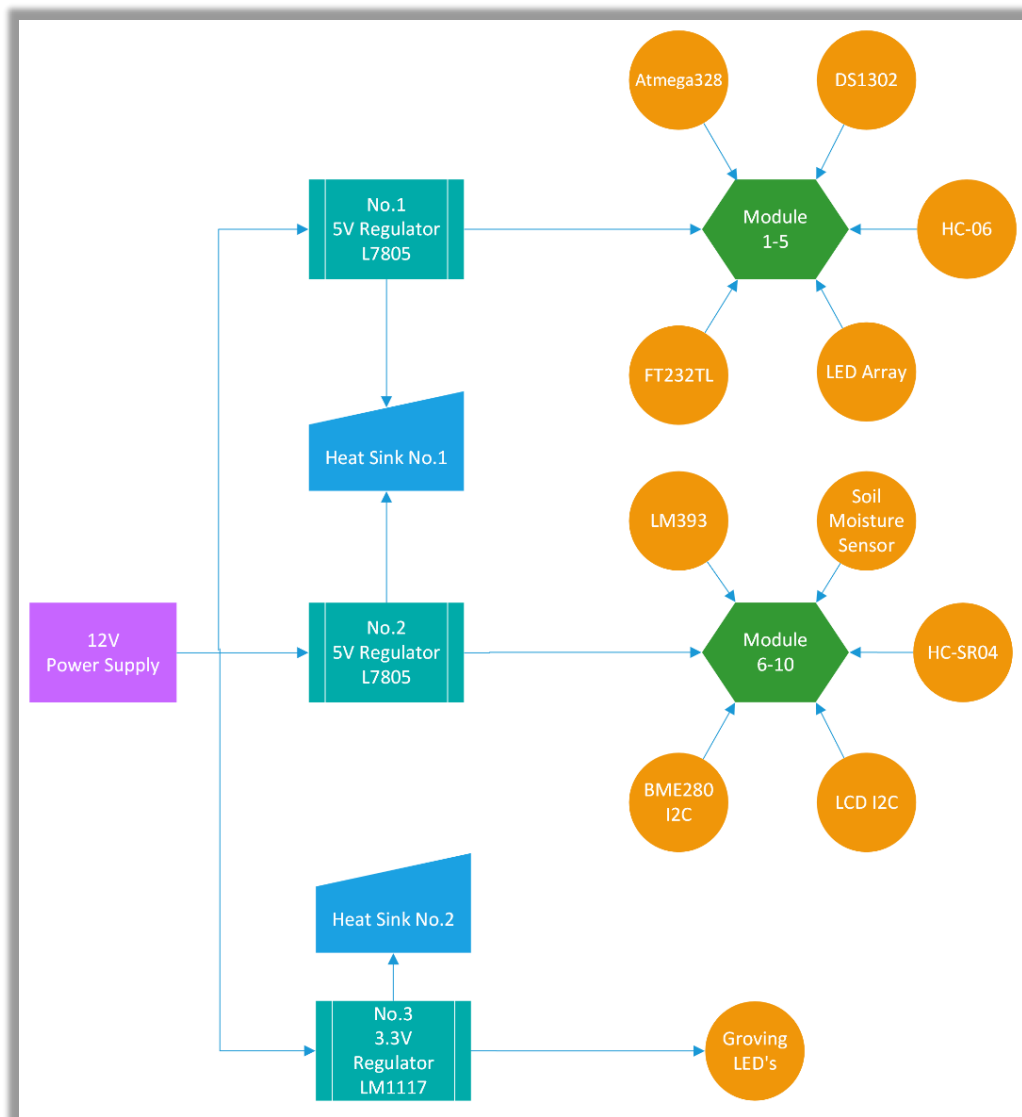 Atmega328
DS1302
No.1
5V Regulator
L7805
Module
1-5
HC-06
FT232TL
LED Array
Heat Sink No.1
LM393
Soil
Moisture
Sensor
12V
Power Supply
No.2
5V Regulator
L7805
Module
6-10
HC-SR04
BME280
I2C
LCD I2C
Heat Sink No.2
No.3
3.3V
Regulator
LM1117
Groving
LED's